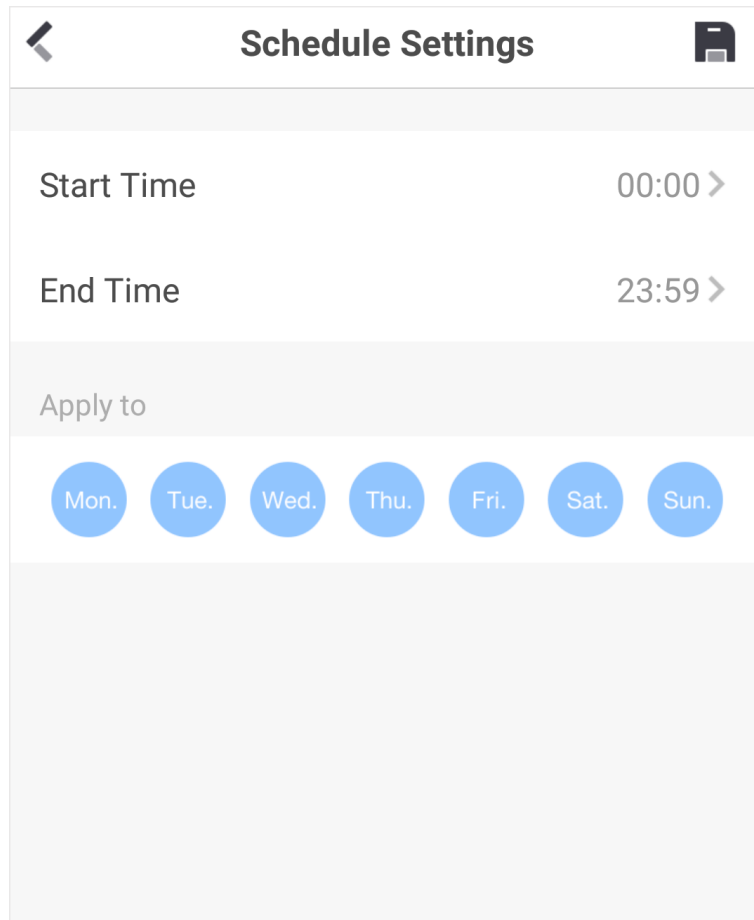 Schedule Settings
Start Time 00:00
End Time 23:59
Apply to
Mon. Tue. Wed. Thu. Fri. Sat. Sun.